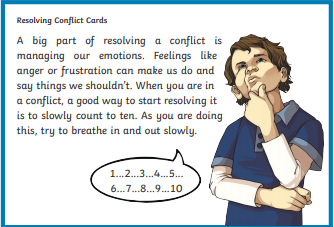 Resolving Conflict Cards
A big part of resolving a conflict is
managing our emotions. Feelings like
anger or frustration can make us do and
say things we shouldn't. When you are in
a conflict, a good way to start resolving it
is to slowly count to ten. As you are doing
this, try to breathe in and out slowly.
1...2...3...4...5...
6...7...8...9...10